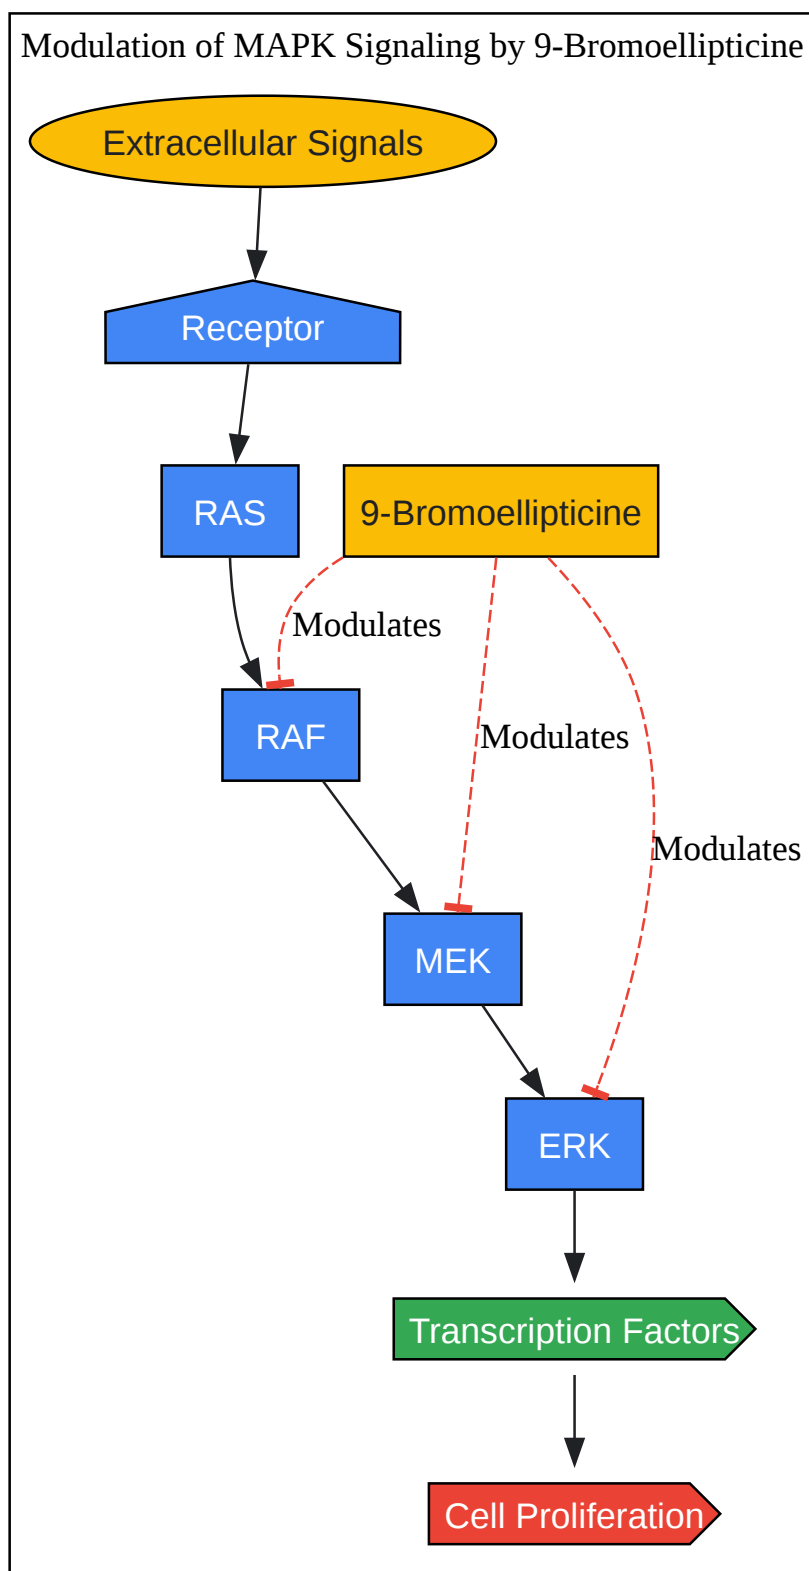 Modulation of MAPK Signaling by 9-Bromoellipticine
Extracellular Signals
Receptor
RAS
9-Bromoellipticine
Modulates
RAF
Modulates
Modulates
MEK
ERK
Transcription Factors
Cell Proliferation